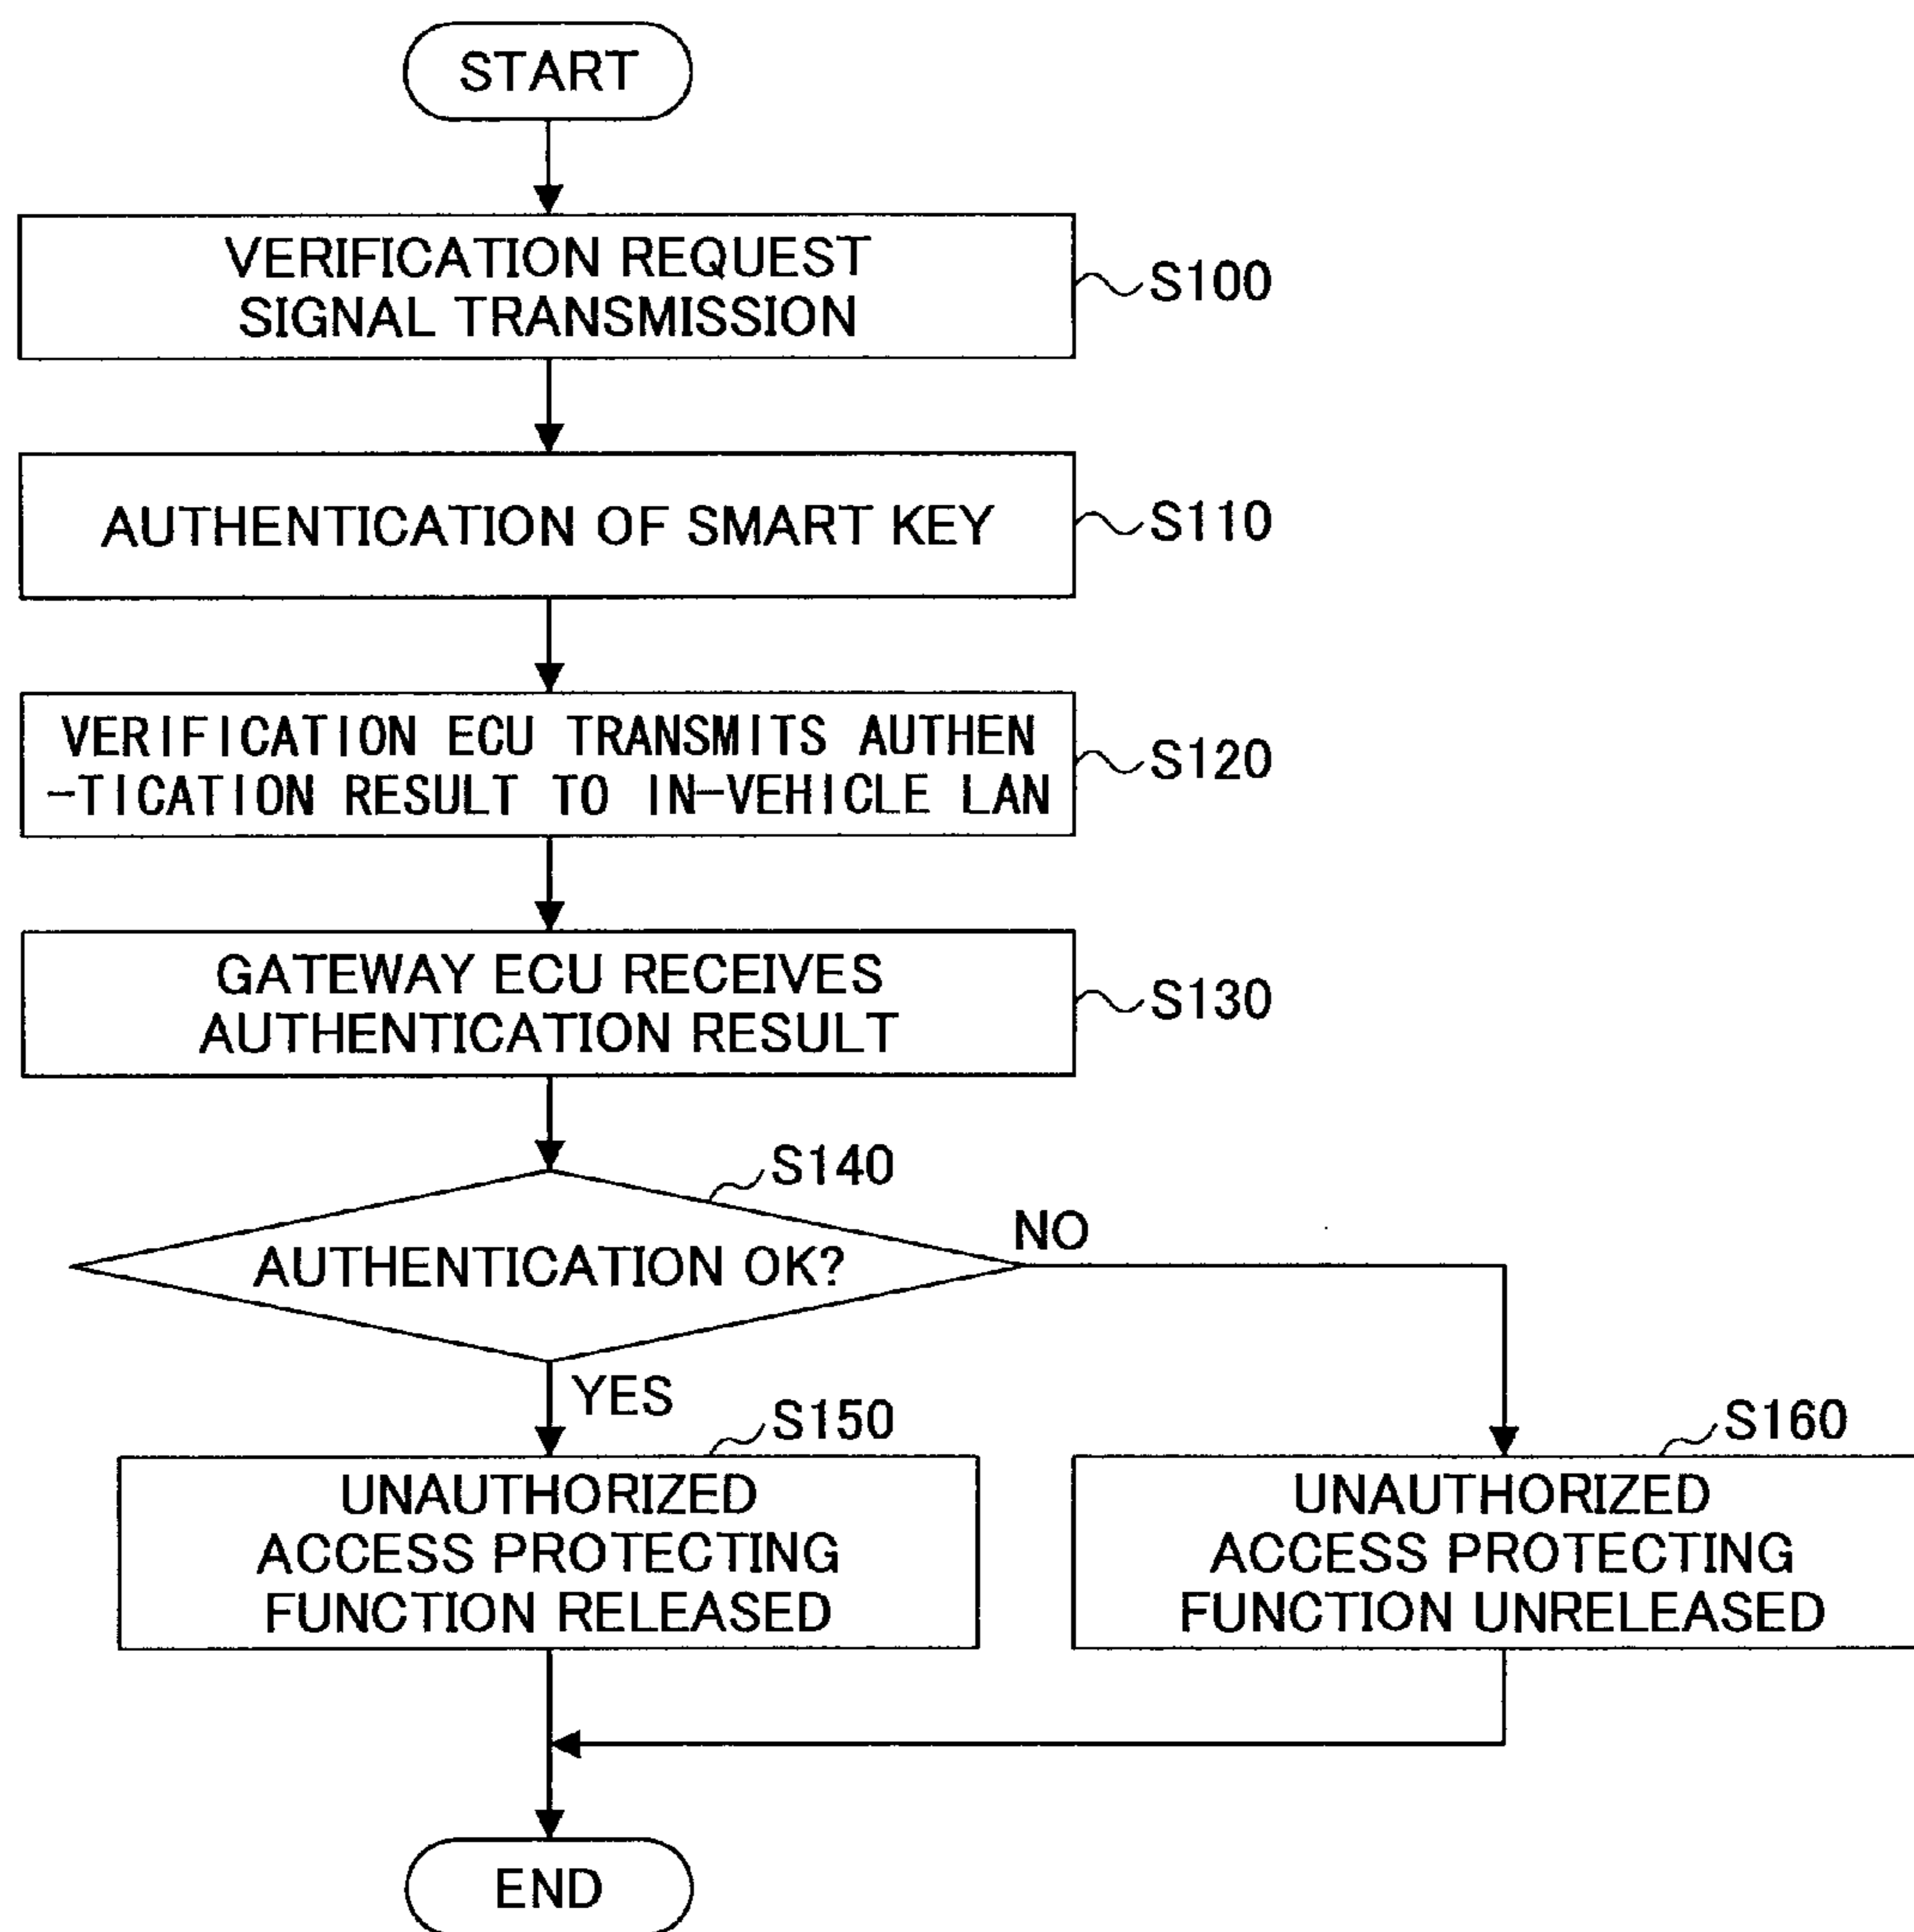 START
VERIFICATION REQUEST
SIGNAL TRANSMISSION
S100
AUTHENTICATION OF SMART KEY
S110
VERIFICATION ECU TRANSMITS AUTHEN
-TICATION RESULT TO IN-VEHICLE LAN
S120
GATEWAY ECU RECEIVES
AUTHENTICATION RESULT
S130
S140
AUTHENTICATION OK?
NO
YES
S150
UNAUTHORIZED
ACCESS PROTECTING
FUNCTION RELEASED
S160
UNAUTHORIZED
ACCESS PROTECTING
FUNCTION UNRELEASED
END